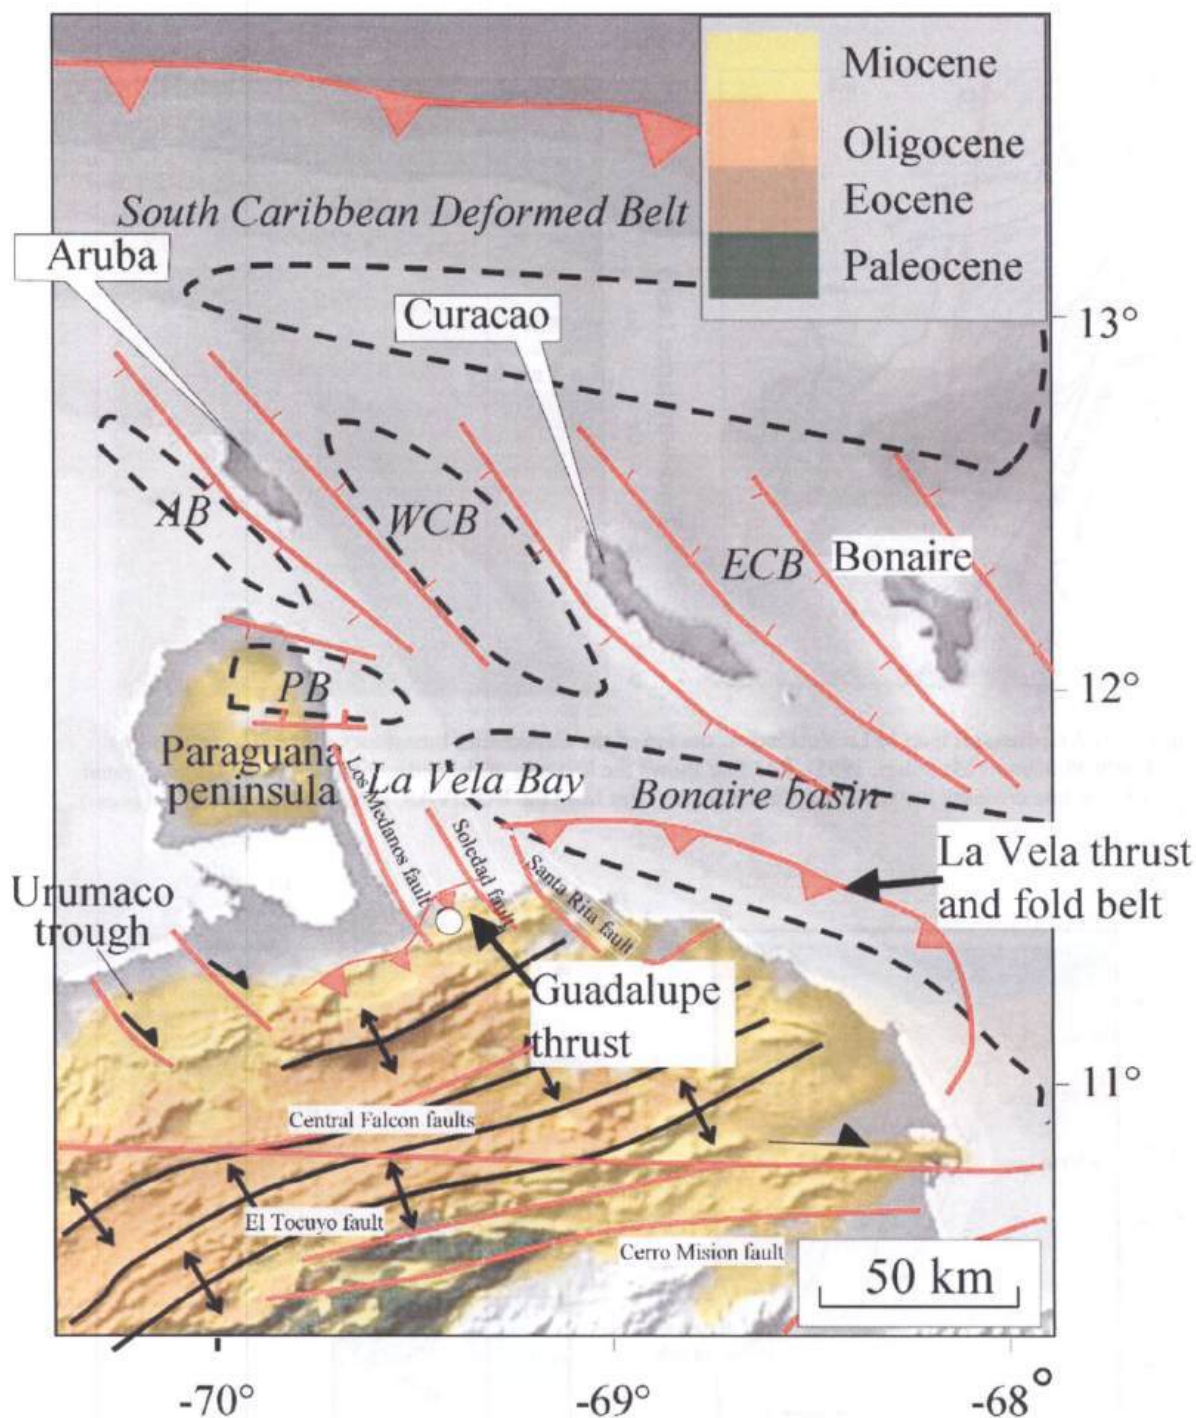 Miocene
Oligocene
Eocene
Paleocene
South Caribbean Deformed Belt
Aruba
Curacao
13°
AB
WCB
ECB
Bonaire
PB
12°
Paraguana
peninsula
La Vela Bay
Bonaire basin
Los Medanos fault
Soledad fault
Santa Rita fault
La Vela thrust
and fold belt
Urumaco
trough
Guadalupe
thrust
11°
Central Falcon faults
El Tocuyo fault
Cerro Mision fault
50 km
-70°
-69°
-68°